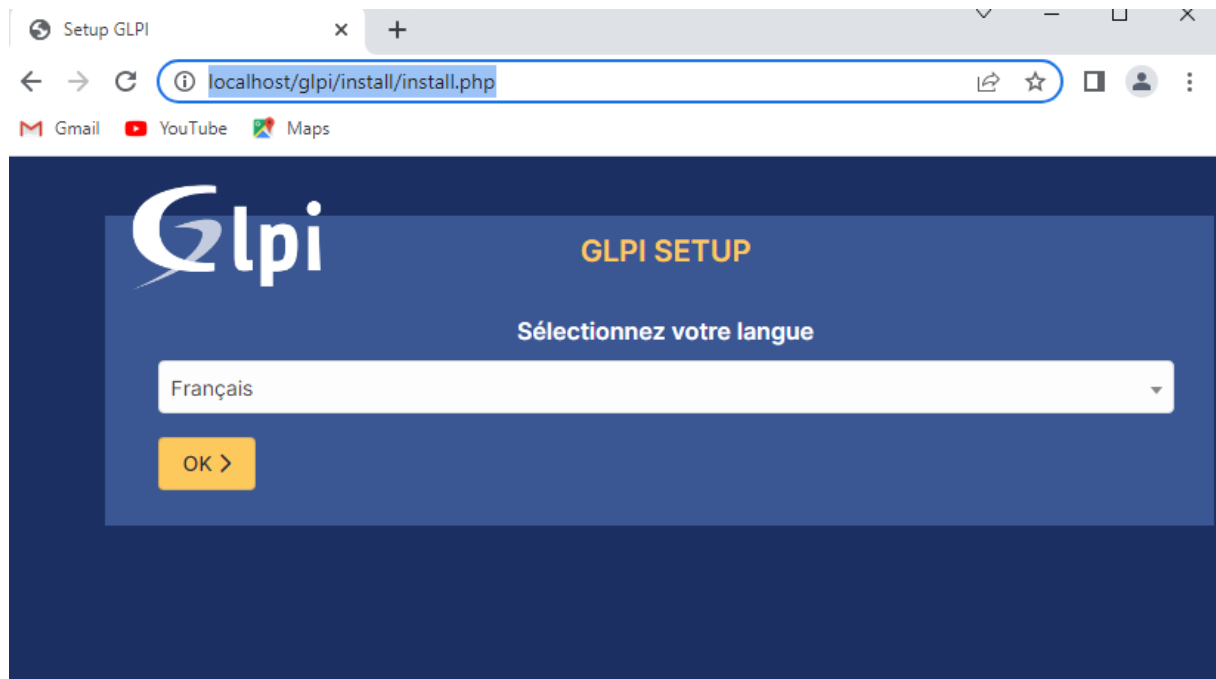 Setup GLPI
localhost/glpi/install/install.php
Gmail YouTube Maps
Glpi
GLPI SETUP
Sélectionnez votre langue
Français
OK